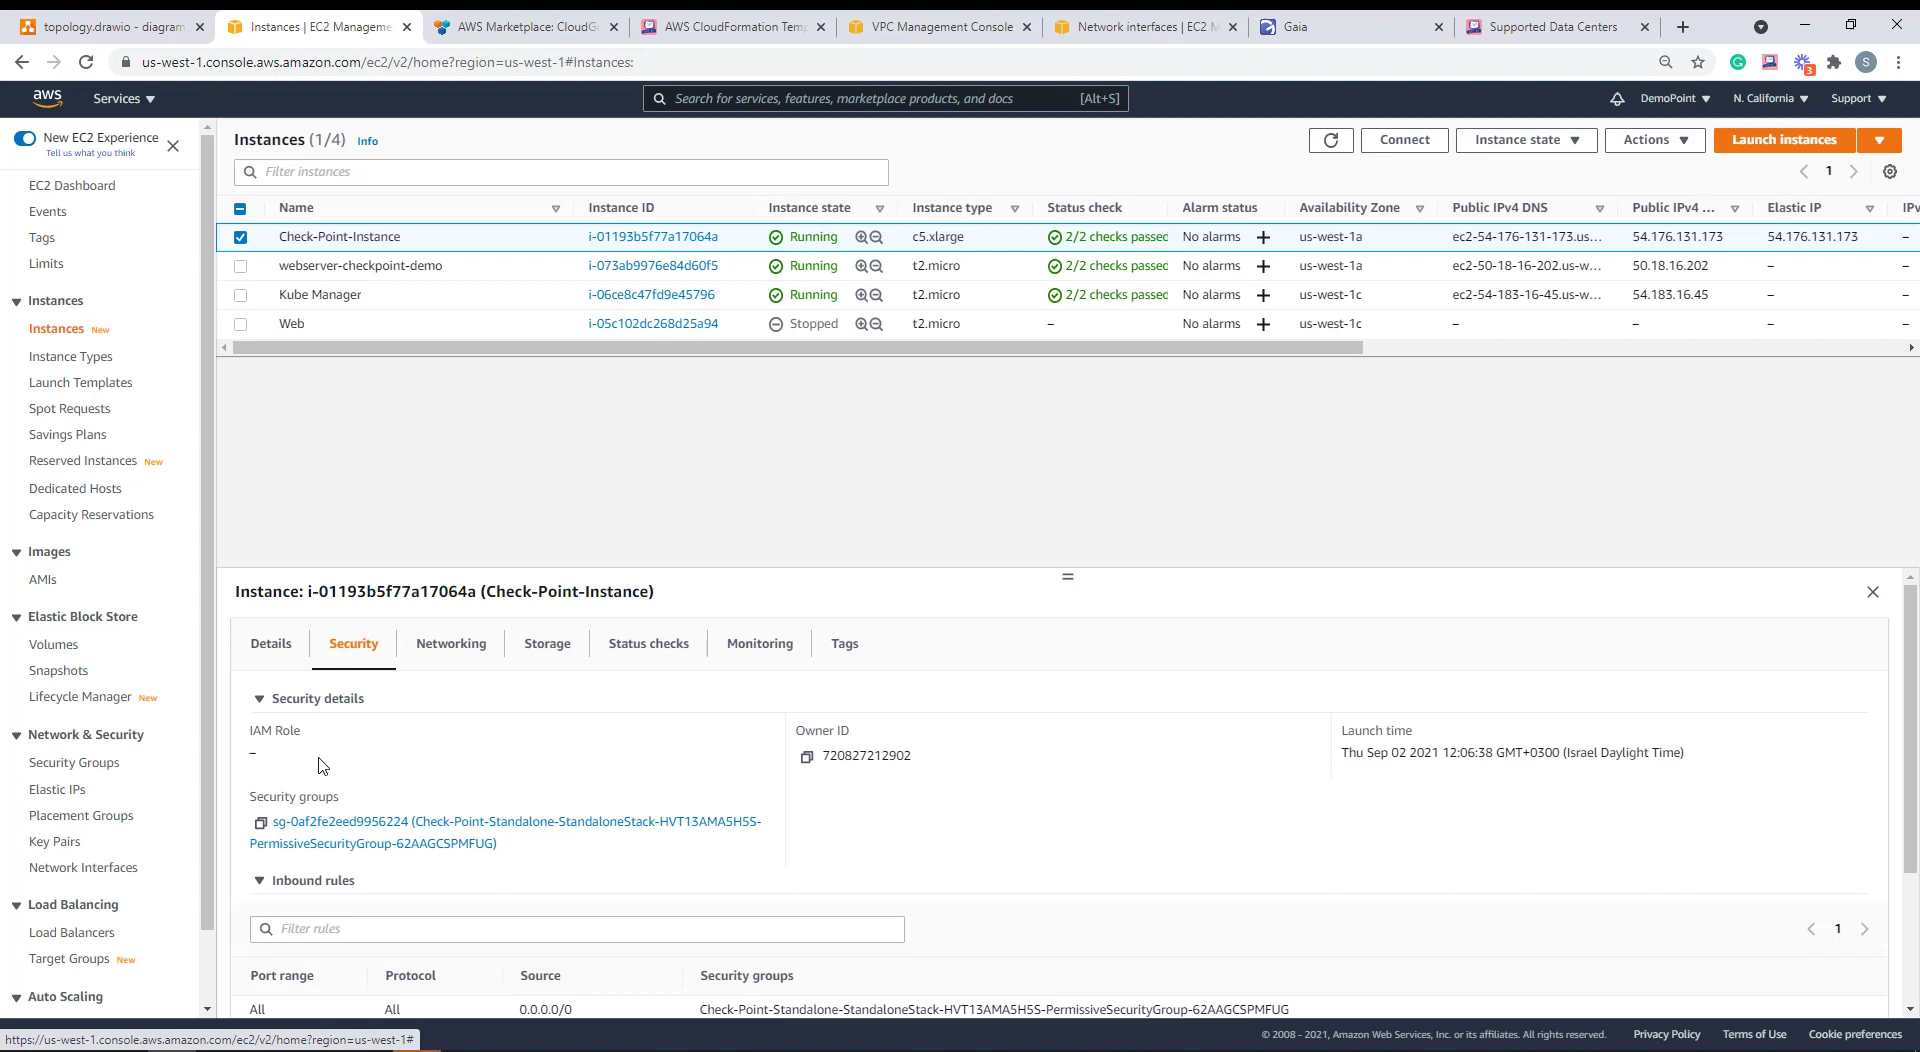 topology.drawio - diagram
Instances | EC2 Manageme
AWS Marketplace: CloudG
AWS CloudFormation Temp
VPC Management Console
Network interfaces | EC2 M
Gaia
Supported Data Centers
us-west-1.console.aws.amazon.com/ec2/v2/home?region=us-west-1#Instances:
3
S
aws
Services
Search for services, features, marketplace products, and docs
[Alt+S]
DemoPoint
N. California
Support
New EC2 Experience
Tell us what you think
EC2 Dashboard
Events
Tags
Limits
Instances
Instances New
Instance Types
Launch Templates
Spot Requests
Savings Plans
Reserved Instances New
Dedicated Hosts
Capacity Reservations
Images
AMIs
Elastic Block Store
Volumes
Snapshots
Lifecycle Manager New
Network & Security
Security Groups
Elastic IPs
Placement Groups
Key Pairs
Network Interfaces
Load Balancing
Load Balancers
Target Groups New
Auto Scaling
Instances (1/4) Info
Connect
Instance state
Actions
Launch instances
Filter instances
1
Name Instance ID Instance state Instance type Status check Alarm status Availability Zone Public IPv4 DNS Public IPv4 ... Elastic IP IPv
Check-Point-Instance i-01193b5f77a17064a Running c5.xlarge 2/2 checks passed No alarms + us-west-1a ec2-54-176-131-173.us... 54.176.131.173 54.176.131.173 –
webserver-checkpoint-demo i-073ab9976e84d60f5 Running t2.micro 2/2 checks passed No alarms + us-west-1a ec2-50-18-16-202.us-w... 50.18.16.202 – –
Kube Manager i-06ce8c47fd9e45796 Running t2.micro 2/2 checks passed No alarms + us-west-1c ec2-54-183-16-45.us-w... 54.183.16.45 – –
Web i-05c102dc268d25a94 Stopped t2.micro – No alarms + us-west-1c – – – –
Instance: i-01193b5f77a17064a (Check-Point-Instance)
Details
Security
Networking
Storage
Status checks
Monitoring
Tags
Security details
IAM Role
–
Owner ID
720827212902
Launch time
Thu Sep 02 2021 12:06:38 GMT+0300 (Israel Daylight Time)
Security groups
sg-0af2fe2eed9956224 (Check-Point-Standalone-StandaloneStack-HVT13AMA5H5S-
PermissiveSecurityGroup-62AAGCSPMFUG)
Inbound rules
Filter rules
1
Port range Protocol Source Security groups
All All 0.0.0.0/0 Check-Point-Standalone-StandaloneStack-HVT13AMA5H5S-PermissiveSecurityGroup-62AAGCSPMFUG
https://us-west-1.console.aws.amazon.com/ec2/v2/home?region=us-west-1#
© 2008 - 2021, Amazon Web Services, Inc. or its affiliates. All rights reserved.
Privacy Policy
Terms of Use
Cookie preferences